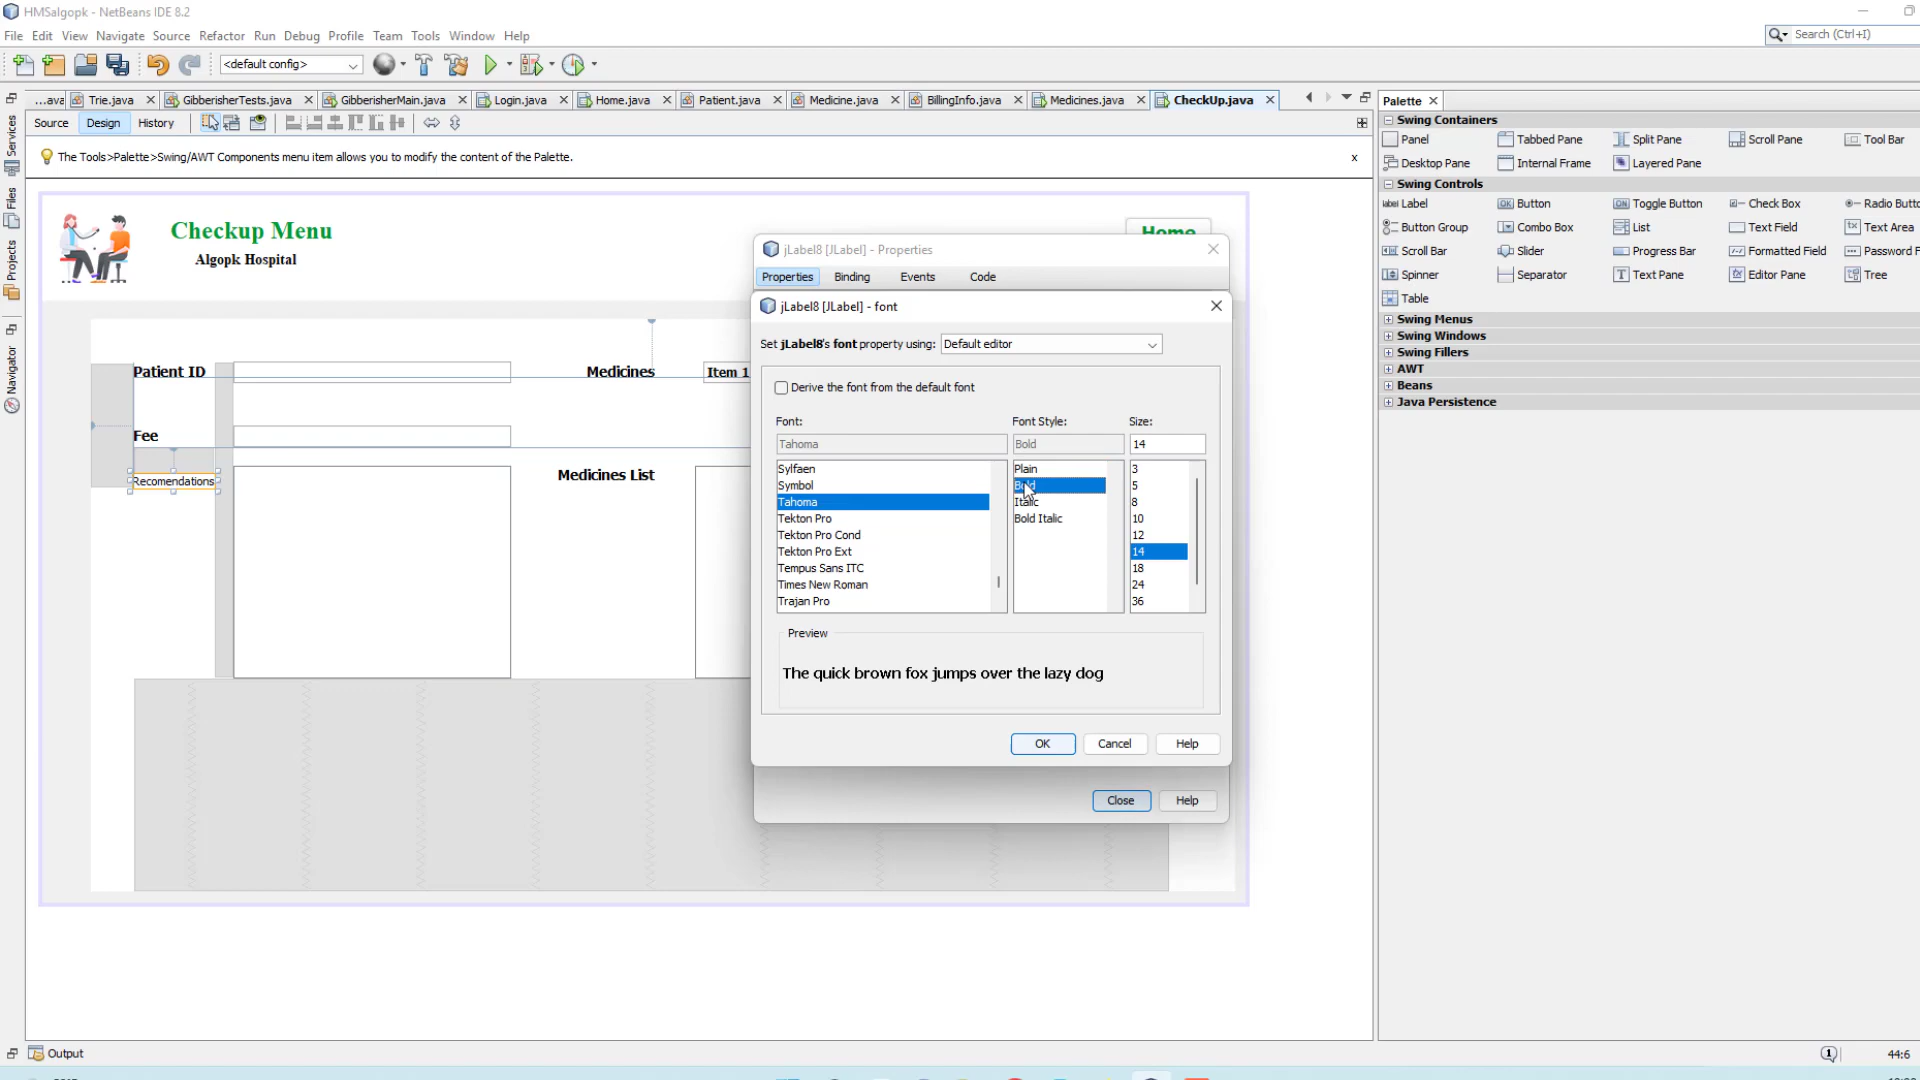 HMSalgopk - NetBeans IDE 8.2
File Edit View Navigate Source Refactor Run Debug Profile Team Tools Window Help
Search (Ctrl+I)
<default config>
...ava Trie.java GibberisherTests.java GibberisherMain.java Login.java Home.java Patient.java Medicine.java BillingInfo.java Medicines.java CheckUp.java
Source Design History
The Tools>Palette>Swing/AWT Components menu item allows you to modify the content of the Palette. x
Services
Files
Projects
Navigator
Checkup Menu
Algopk Hospital
Home
Patient ID
Medicines
Item 1
Fee
Recomendations
Medicines List
jLabel8 [JLabel] - Properties
Properties Binding Events Code
jLabel8 [JLabel] - font
Set jLabel8's font property using: Default editor
Derive the font from the default font
Font: Font Style: Size:
Tahoma Bold 14
Sylfaen Plain 3
Symbol Bold 5
Tahoma Italic 8
Tekton Pro Bold Italic 10
Tekton Pro Cond 12
Tekton Pro Ext 14
Tempus Sans ITC 18
Times New Roman 24
Trajan Pro 36
Preview
The quick brown fox jumps over the lazy dog
OK Cancel Help
Close Help
Palette
Swing Containers
Panel Tabbed Pane Split Pane Scroll Pane Tool Bar
Desktop Pane Internal Frame Layered Pane
Swing Controls
label Label OK Button ON Toggle Button Check Box Radio Butto
Button Group Combo Box List Text Field Text Area
Scroll Bar Slider Progress Bar Formatted Field Password F
Spinner Separator Text Pane Editor Pane Tree
Table
Swing Menus
Swing Windows
Swing Fillers
AWT
Beans
Java Persistence
Output
1
44:6